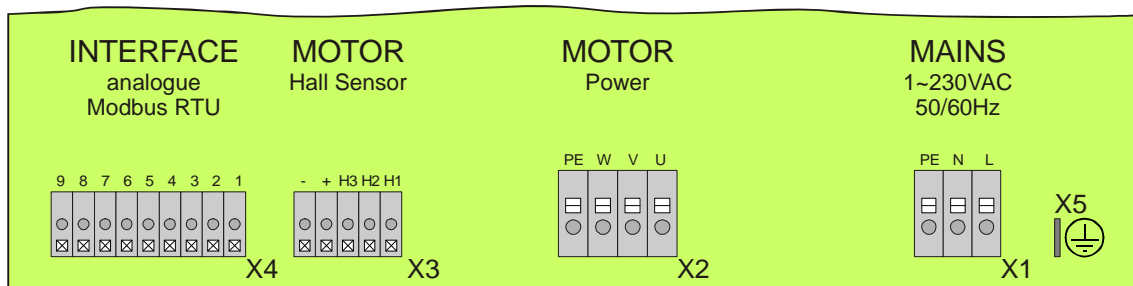 INTERFACE
analogue
Modbus RTU
MOTOR
Hall Sensor
MOTOR
Power
MAINS
1~230VAC
50/60Hz
9 8 7 6 5 4 3 2 1
X4
- + H3 H2 H1
X3
PE W V U
X2
PE N L
X1
X5